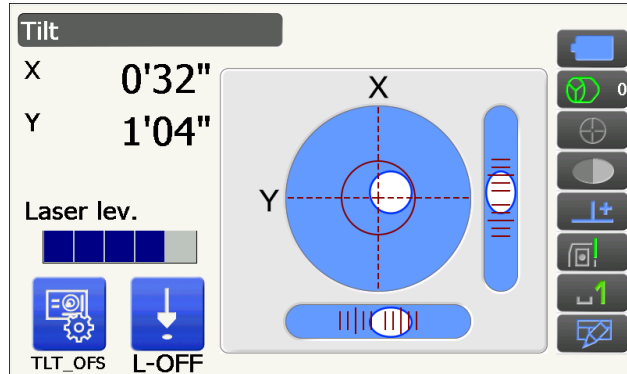 Tilt
X 0'32"
Y 1'04"
X
Y
Laser lev.
TLT_OFS
L-OFF
0
1